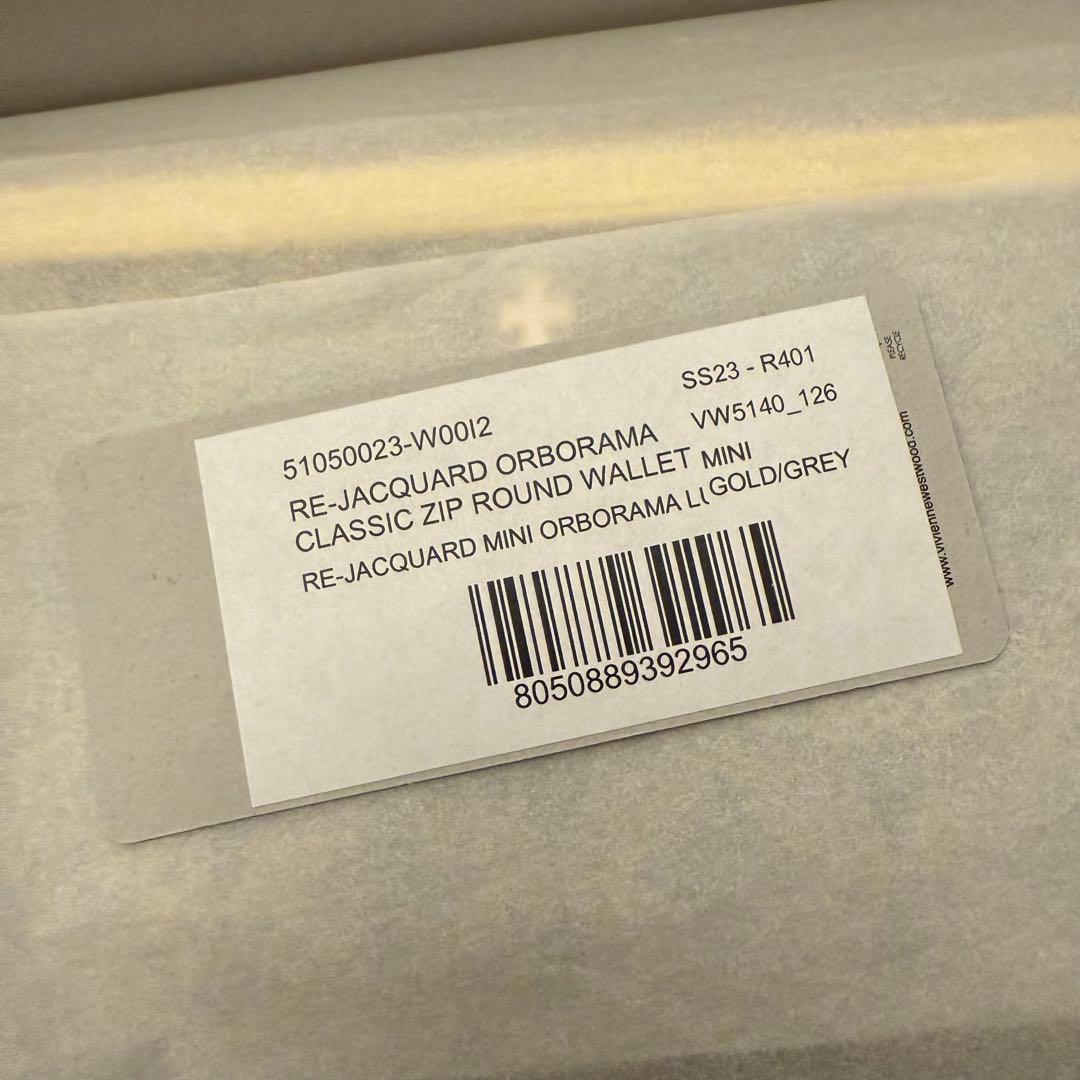 51050023-W00I2
SS23 - R401
RE-JACQUARD ORBORAMA
VW5140_126
CLASSIC ZIP ROUND WALLET
MINI
RE-JACQUARD MINI ORBORAMA LU
GOLD/GREY
8050889392965
PLEASE
RECYCLE
www.viviennewestwood.com